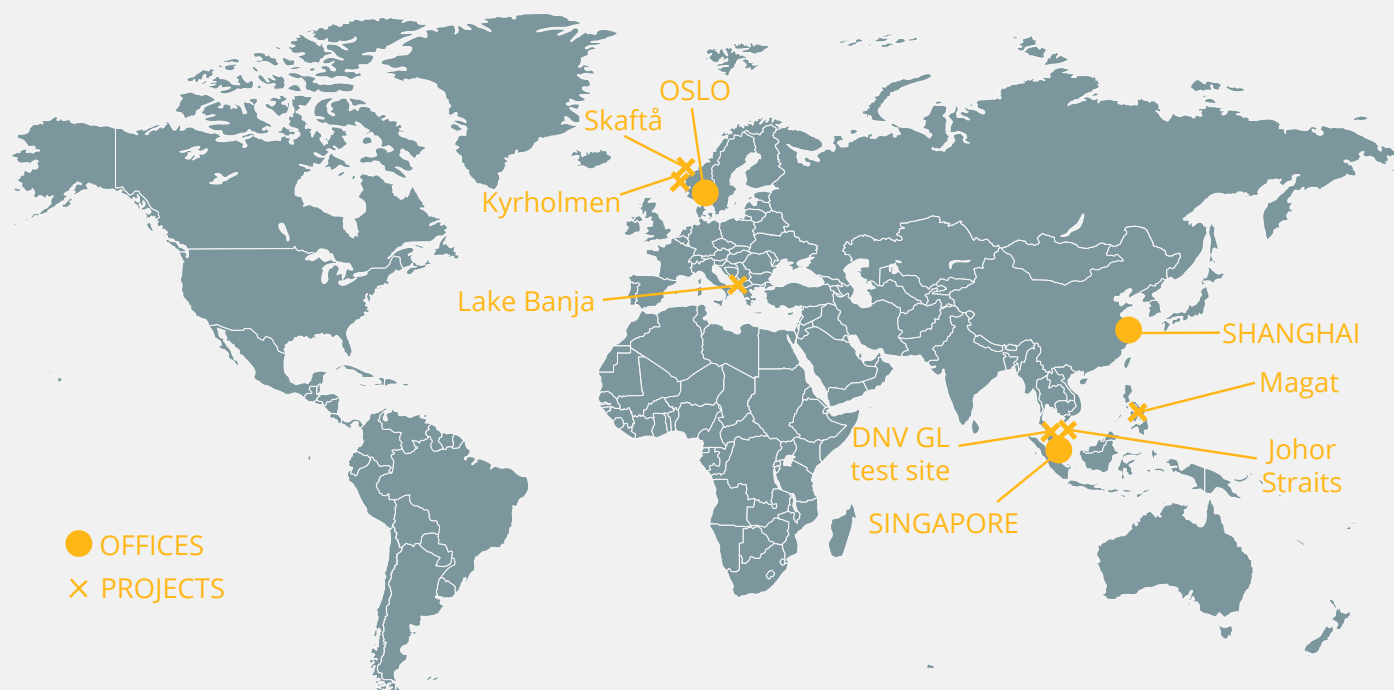 OSLO
Skaftå
Kyrholmen
Lake Banja
SHANGHAI
Magat
DNV GL
test site
Johor
Straits
SINGAPORE
OFFICES
PROJECTS